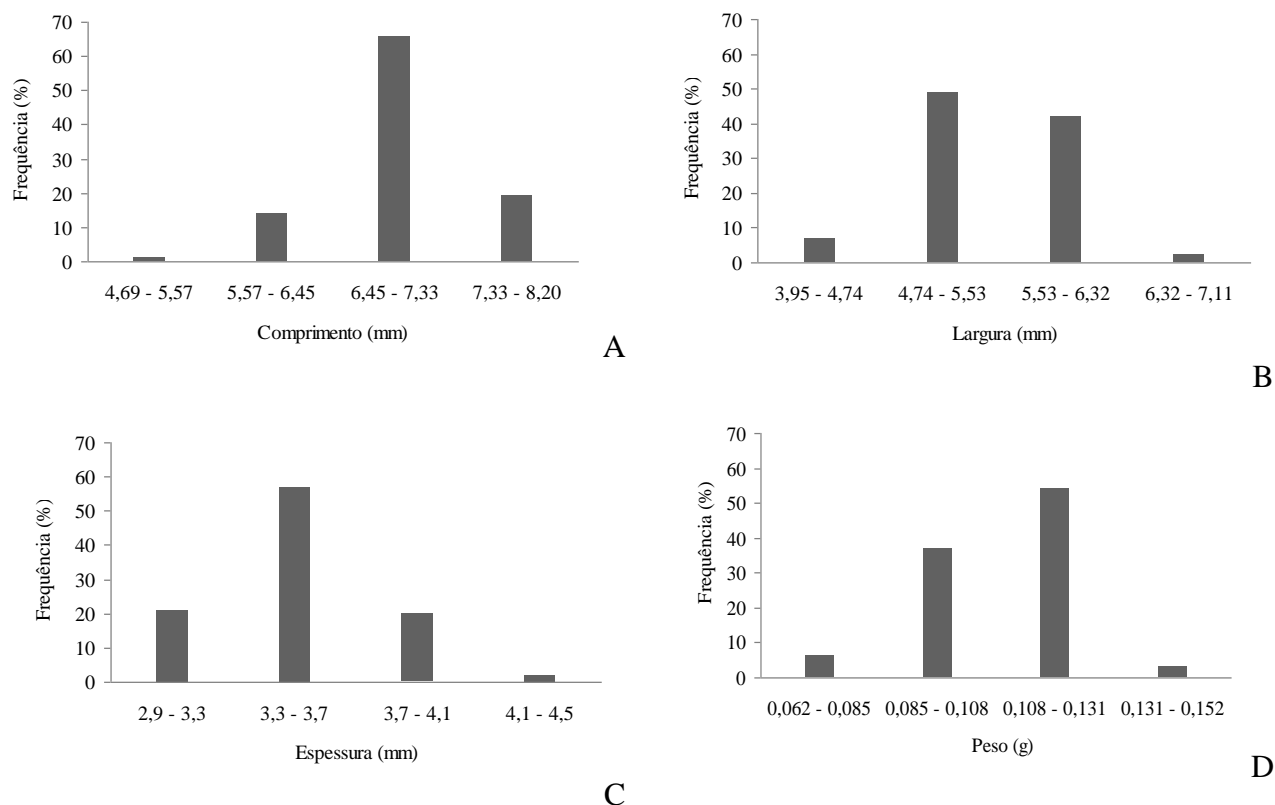 70
60
50
40
30
20
10
0
Frequência (%)
4,69 - 5,57 5,57 - 6,45 6,45 - 7,33 7,33 - 8,20
Comprimento (mm)
A
70
60
50
40
30
20
10
0
Frequência (%)
3,95 - 4,74 4,74 - 5,53 5,53 - 6,32 6,32 - 7,11
Largura (mm)
B
70
60
50
40
30
20
10
0
Frequência (%)
2,9 - 3,3 3,3 - 3,7 3,7 - 4,1 4,1 - 4,5
Espessura (mm)
C
70
60
50
40
30
20
10
0
Frequência (%)
0,062 - 0,085 0,085 - 0,108 0,108 - 0,131 0,131 - 0,152
Peso (g)
D